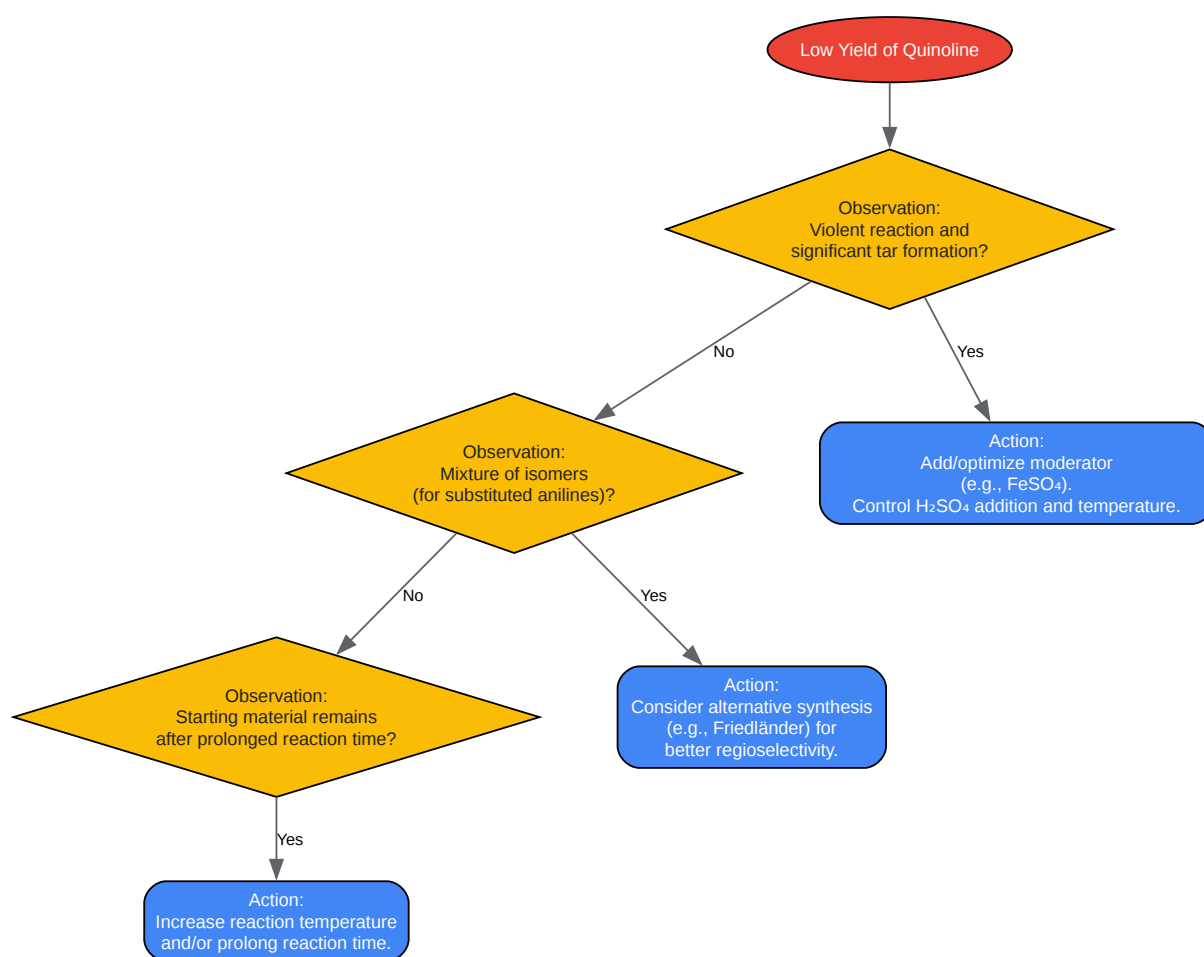 Low Yield of Quinoline
Observation:
Violent reaction and
significant tar formation?
No
Yes
Observation:
Mixture of isomers
(for substituted anilines)?
Action:
Add/optimize moderator
(e.g., FeSO₄).
Control H₂SO₄ addition and temperature.
No
Yes
Observation:
Starting material remains
after prolonged reaction time?
Action:
Consider alternative synthesis
(e.g., Friedländer) for
better regioselectivity.
Yes
Action:
Increase reaction temperature
and/or prolong reaction time.